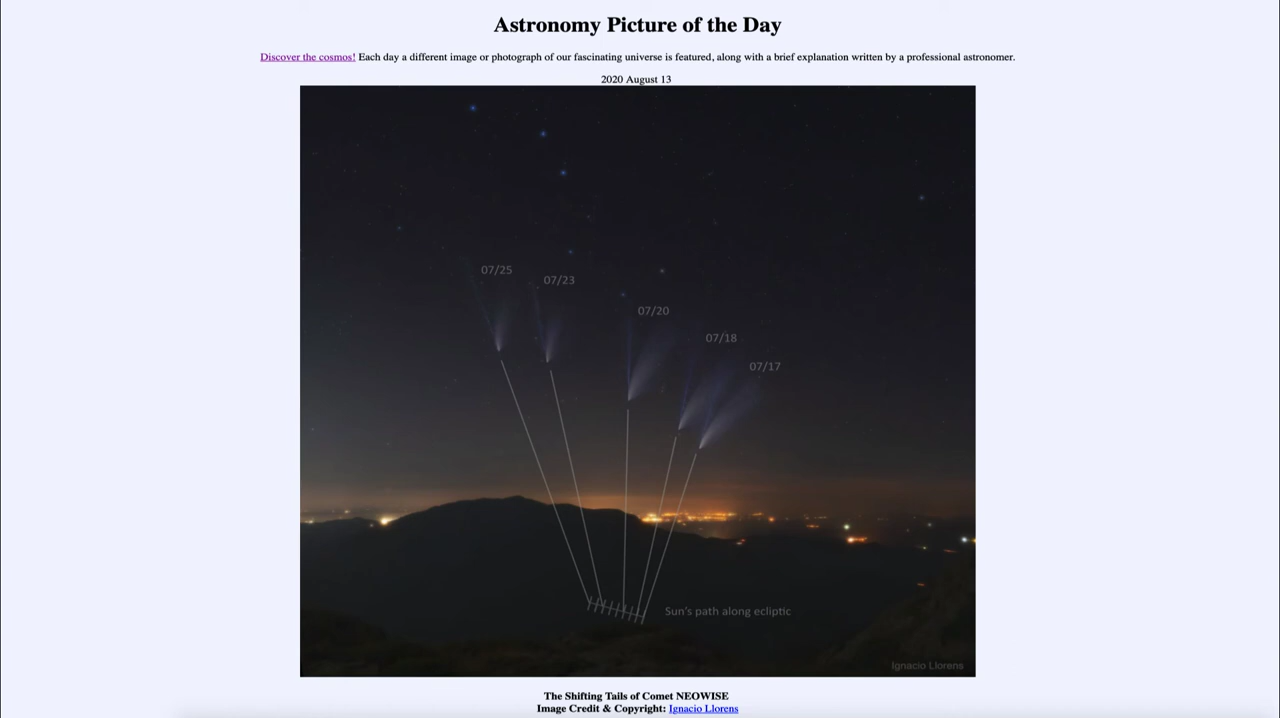 Astronomy Picture of the Day
Discover the cosmos! Each day a different image or photograph of our fascinating universe is featured, along with a brief explanation written by a professional astronomer.
2020 August 13
07/25
07/23
07/20
07/18
07/17
Sun's path along ecliptic
Ignacio Llorens
The Shifting Tails of Comet NEOWISE
Image Credit & Copyright: Ignacio Llorens